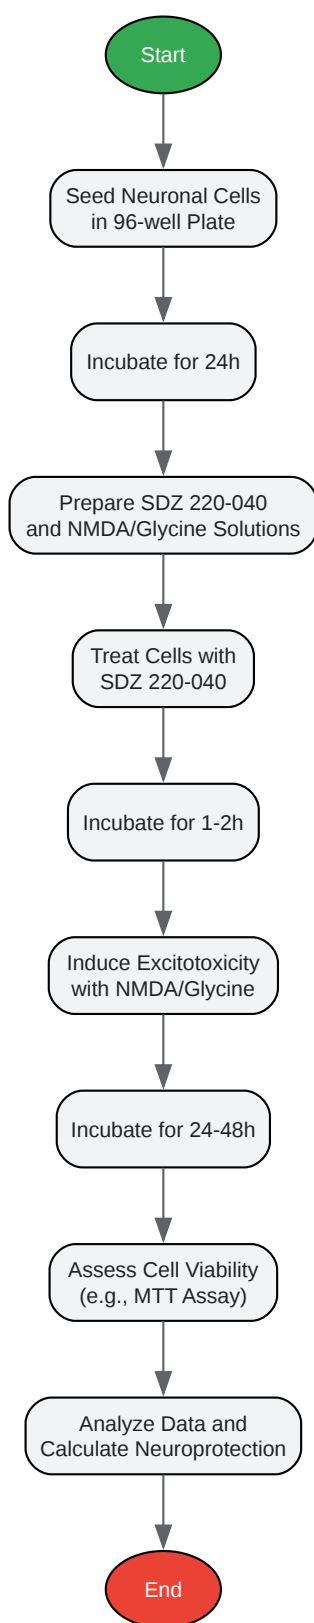 Start
Seed Neuronal Cells
in 96-well Plate
Incubate for 24h
Prepare SDZ 220-040
and NMDA/Glycine Solutions
Treat Cells with
SDZ 220-040
Incubate for 1-2h
Induce Excitotoxicity
with NMDA/Glycine
Incubate for 24-48h
Assess Cell Viability
(e.g., MTT Assay)
Analyze Data and
Calculate Neuroprotection
End